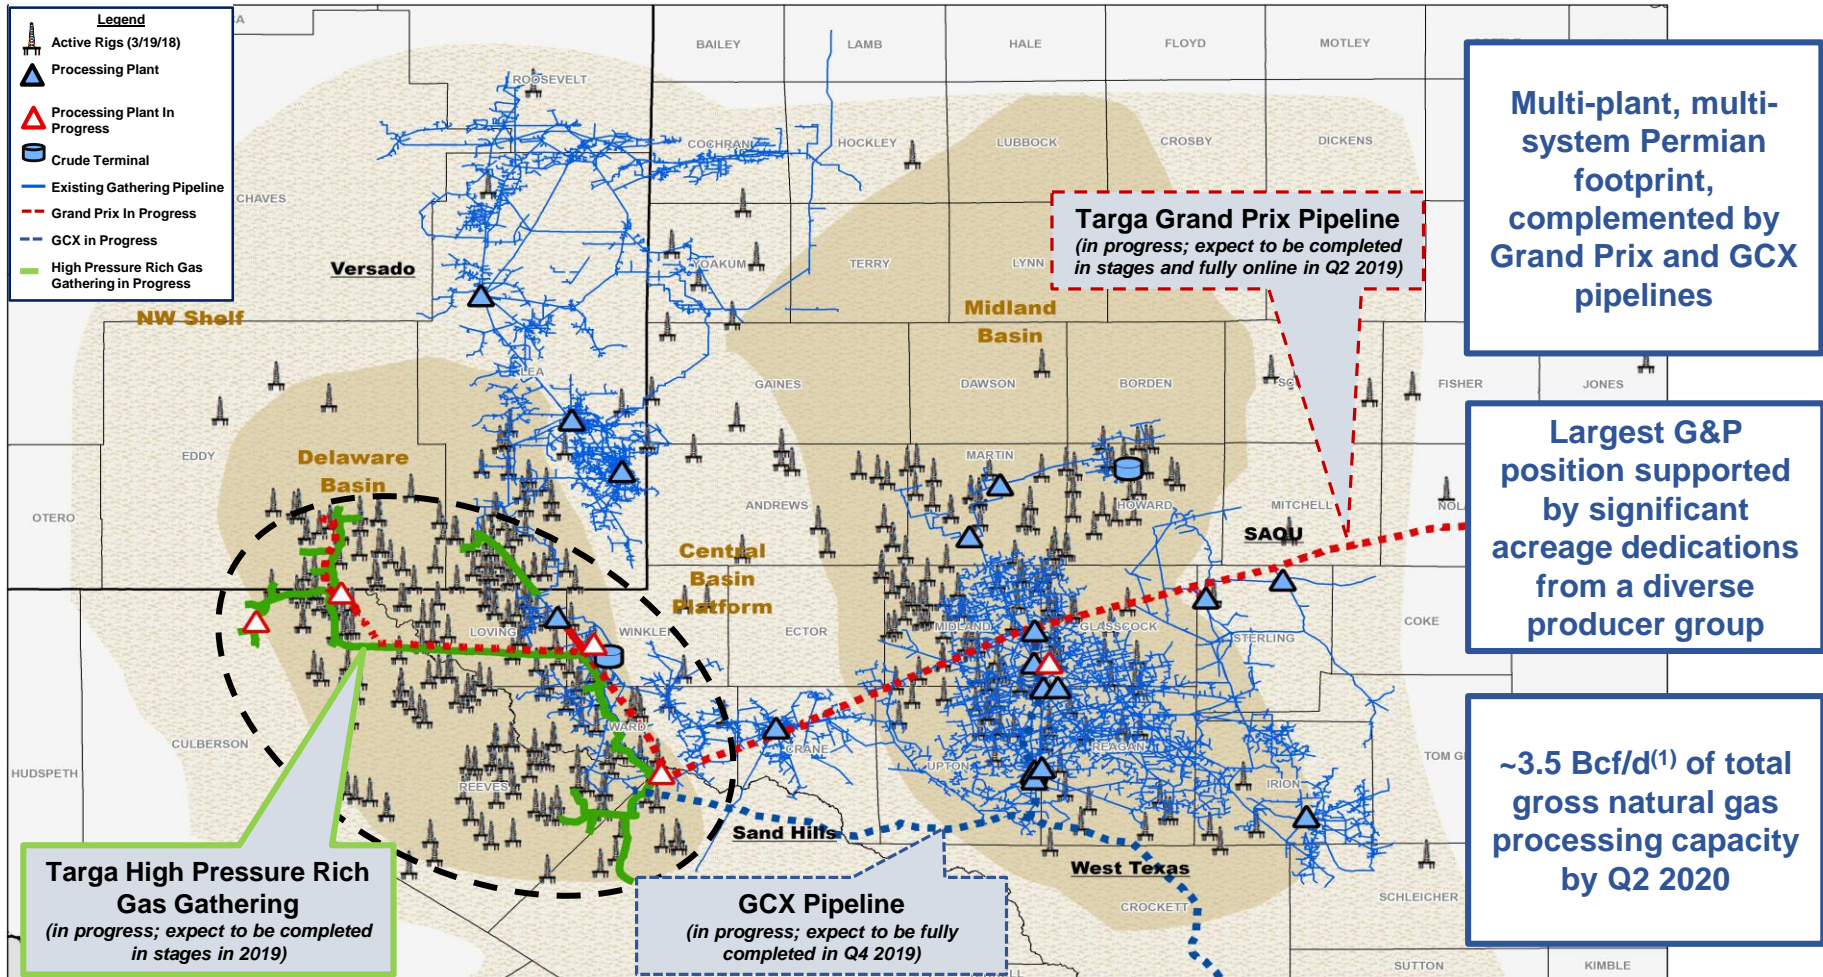 Legend
Active Rigs (3/19/18)
Processing Plant
Processing Plant In
Progress
Crude Terminal
Existing Gathering Pipeline
Grand Prix In Progress
GCX in Progress
High Pressure Rich Gas
Gathering in Progress
BAILEY
LAMB
HALE
FLOYD
MOTLEY
ROOSEVELT
COCHRAN
HOCKLEY
LUBBOCK
CROSBY
DICKENS
CHAVES
Versado
YOAKUM
TERRY
LYNN
Targa Grand Prix Pipeline
(in progress; expect to be completed
in stages and fully online in Q2 2019)
NW Shelf
Midland
Basin
LEA
GAINES
DAWSON
BORDEN
FISHER
JONES
EDDY
Delaware
Basin
MARTIN
OTERO
ANDREWS
HOWARD
MITCHELL
NOL
SAOU
Central
Basin
Platform
LOVING
WINKLER
ECTOR
MIDLAND
GLASSCOCK
STERLING
COKE
CULBERSON
WARD
CRANE
HUDSPETH
REEVES
UPTON
REAGAN
IRION
TOM G
Sand Hills
West Texas
CROCKETT
SCHLEICHER
SUTTON
KIMBLE
Targa High Pressure Rich
Gas Gathering
(in progress; expect to be completed
in stages in 2019)
GCX Pipeline
(in progress; expect to be fully
completed in Q4 2019)
Multi-plant, multi-
system Permian
footprint,
complemented by
Grand Prix and GCX
pipelines
Largest G&P
position supported
by significant
acreage dedications
from a diverse
producer group
~3.5 Bcf/d(1) of total
gross natural gas
processing capacity
by Q2 2020